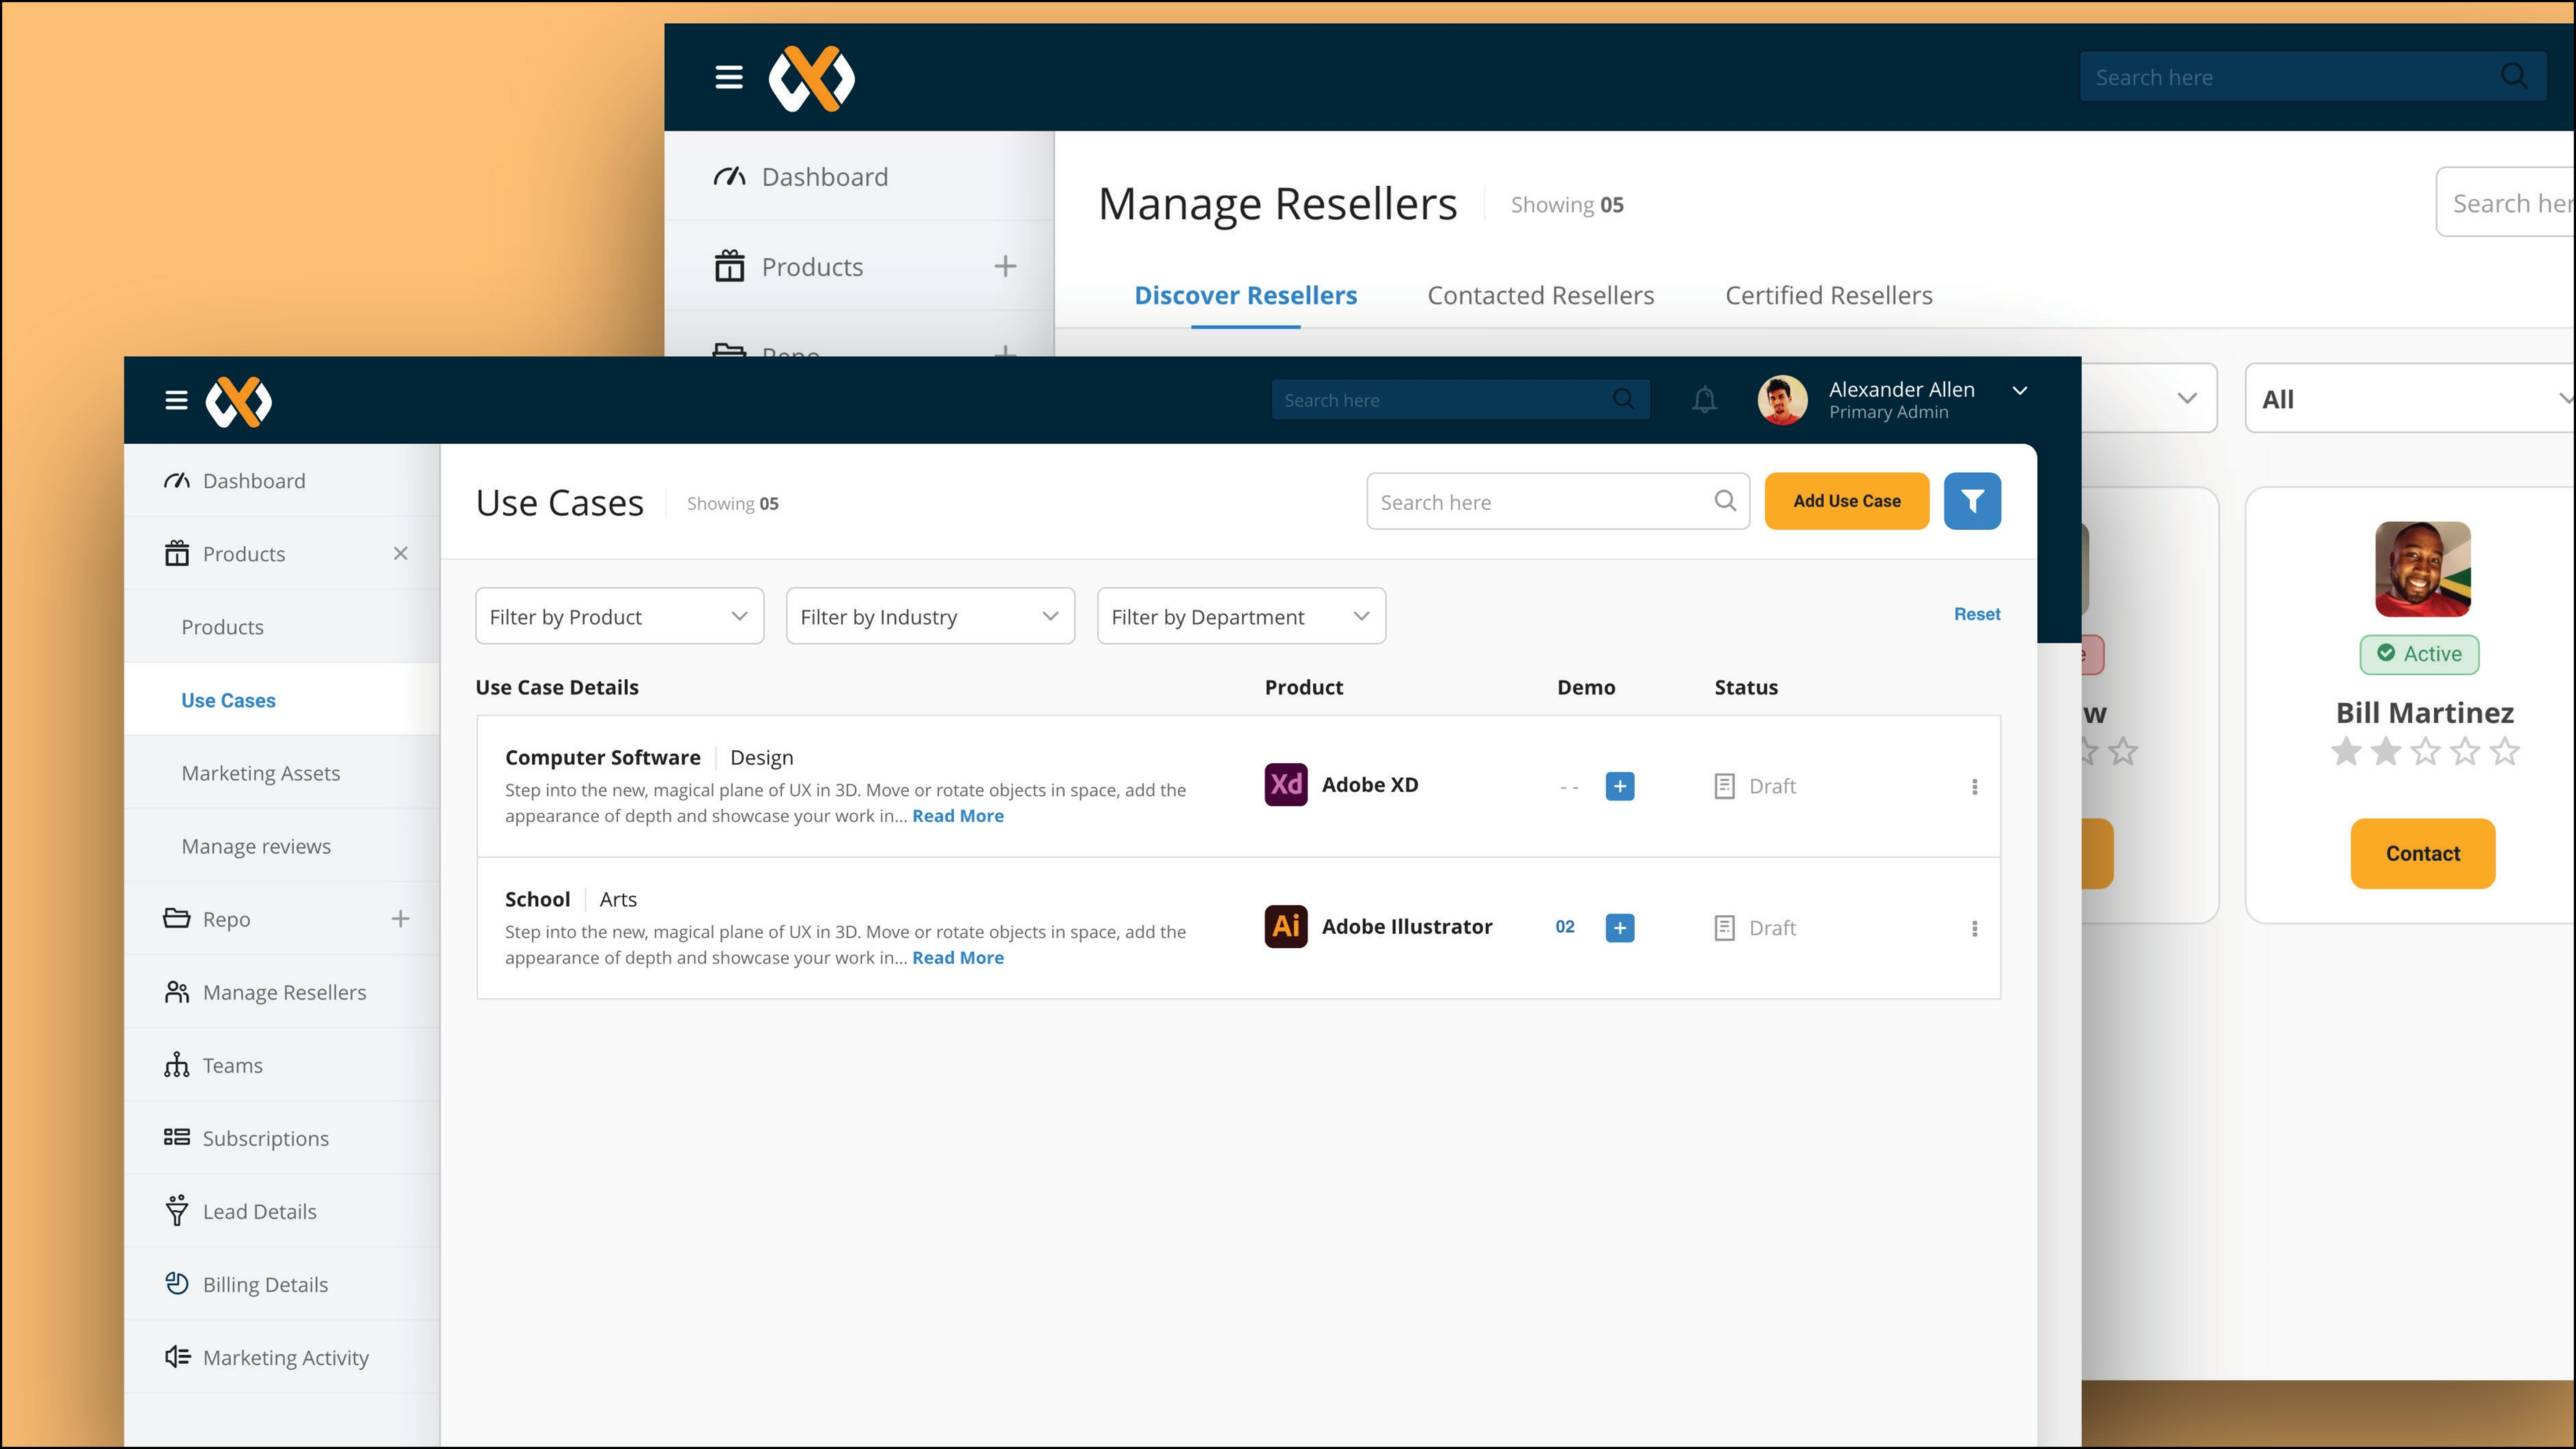 Search here
Dashboard
Manage Resellers
Showing 05
Search her
Products
Discover Resellers
Contacted Resellers
Certified Resellers
Repo
All
Active
w
Bill Martinez
Contact
Search here
Alexander Allen
Primary Admin
Dashboard
Products
Products
Use Cases
Marketing Assets
Manage reviews
Repo
Manage Resellers
Teams
Subscriptions
Lead Details
Billing Details
Marketing Activity
Use Cases
Showing 05
Search here
Add Use Case
Filter by Product
Filter by Industry
Filter by Department
Reset
Use Case Details
Product
Demo
Status
Computer Software
Design
Step into the new, magical plane of UX in 3D. Move or rotate objects in space, add the
appearance of depth and showcase your work in... Read More
Xd
Adobe XD
- -
Draft
School
Arts
Step into the new, magical plane of UX in 3D. Move or rotate objects in space, add the
appearance of depth and showcase your work in... Read More
Ai
Adobe Illustrator
02
Draft